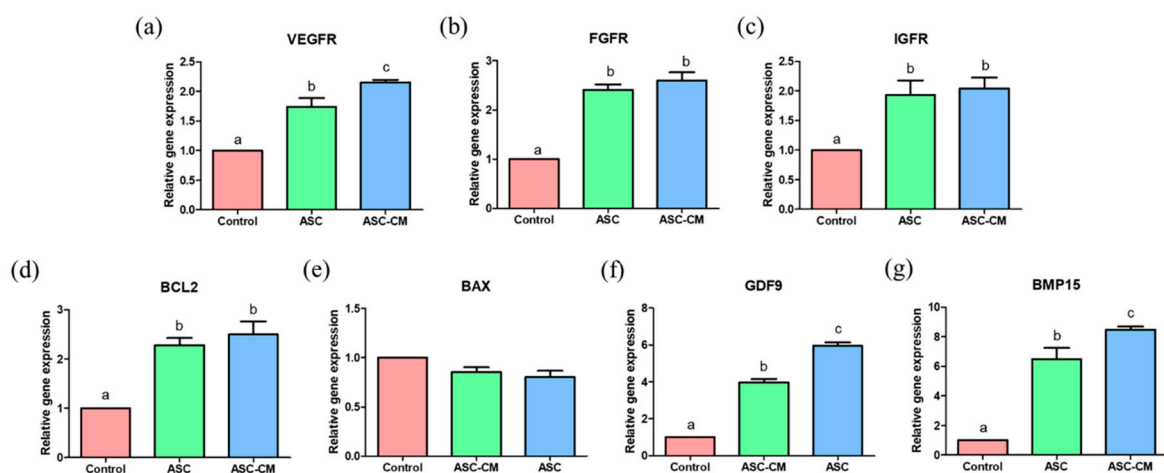 (a)
VEGFR
Relative gene expression
2.5
2.0
1.5
1.0
0.5
0.0
a
b
c
Control ASC ASC-CM
(b)
FGFR
Relative gene expression
3
2
1
0
a
b
b
Control ASC ASC-CM
(c)
IGFR
Relative gene expression
2.5
2.0
1.5
1.0
0.5
0.0
a
b
b
Control ASC ASC-CM
(d)
BCL2
Relative gene expression
3
2
1
0
a
b
b
Control ASC ASC-CM
(e)
BAX
Relative gene expression
1.5
1.0
0.5
0.0
Control ASC-CM ASC
(f)
GDF9
Relative gene expression
8
6
4
2
0
a
b
c
Control ASC-CM ASC
(g)
BMP15
Relative gene expression
10
8
6
4
2
0
a
b
c
Control ASC ASC-CM